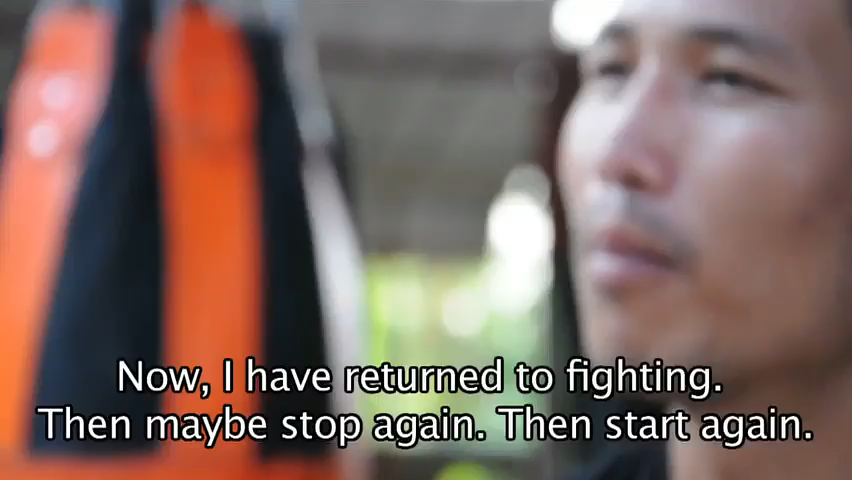 Now, I have returned to fighting.
Then maybe stop again. Then start again.